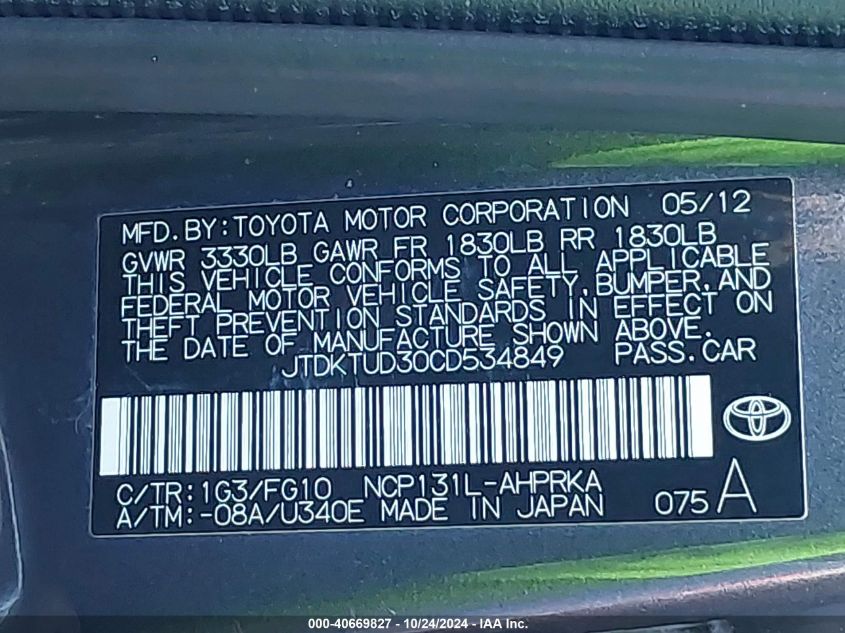 MFD.BY:TOYOTA MOTOR CORPORATION 05/12
GVWR 3330LB GAWR FR 1830LB RR 1830LB
THIS VEHICLE CONFORMS TO ALL APPLICABLE
FEDERAL MOTOR VEHICLE SAFETY,BUMPER,AND
THEFT PREVENTION STANDARDS IN EFFECT ON
THE DATE OF MANUFACTURE SHOWN ABOVE.
JTDKTUD30CD534849 PASS.CAR
C/TR:1G3/FG10 NCP131L-AHPRKA
A/TM:-08A/U340E MADE IN JAPAN 075 A
000-40669827 - 10/24/2024 - IAA Inc.